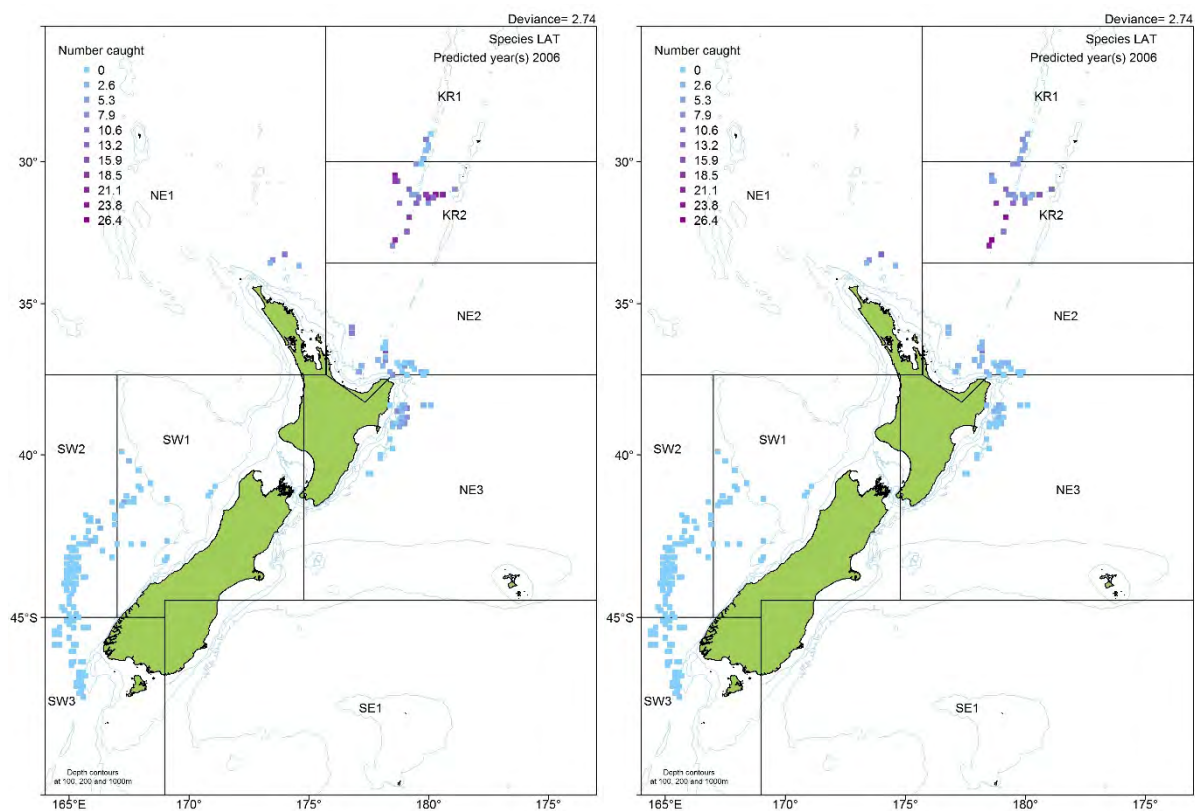 Deviance= 2.74
Species LAT
Predicted year(s) 2006
Number caught
0
2.6
5.3
7.9
10.6
13.2
15.9
18.5
21.1
23.8
26.4
KR1
30°
NE1
KR2
35°
NE2
SW2
SW1
40°
NE3
45°S
SW3
SE1
Depth contours
at 100, 200 and 1000m
165°E
170°
175°
180°
175°
Deviance= 2.74
Species LAT
Predicted year(s) 2006
Number caught
0
2.6
5.3
7.9
10.6
13.2
15.9
18.5
21.1
23.8
26.4
KR1
30°
NE1
KR2
35°
NE2
SW2
SW1
40°
NE3
45°S
SW3
SE1
Depth contours
at 100, 200 and 1000m
165°E
170°
175°
180°
175°